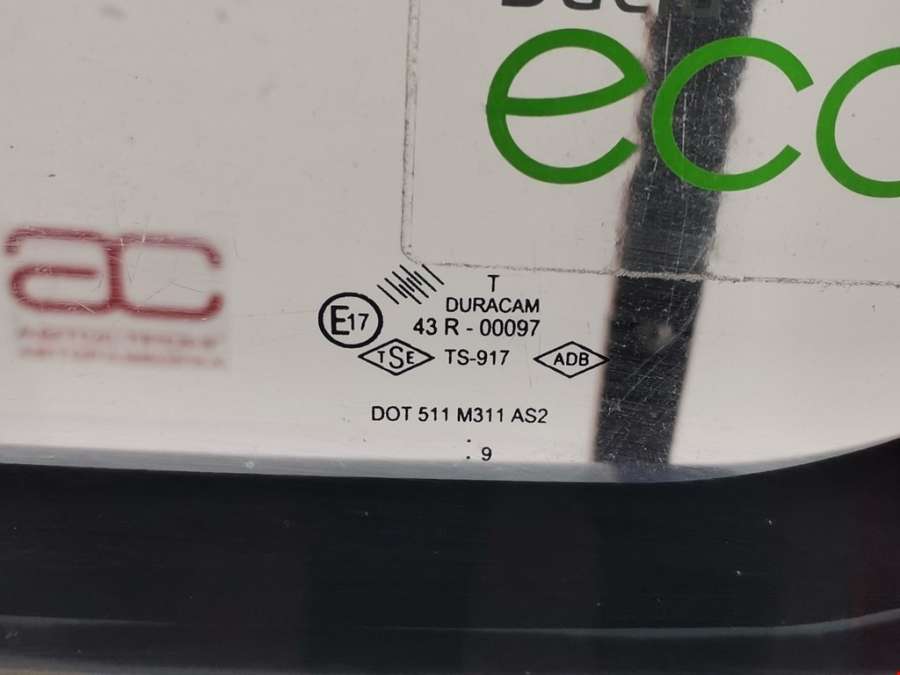 eco
ac
T
DURACAM
E17
43 R - 00097
TSE TS-917 ADB
DOT 511 M311 AS2
: 9